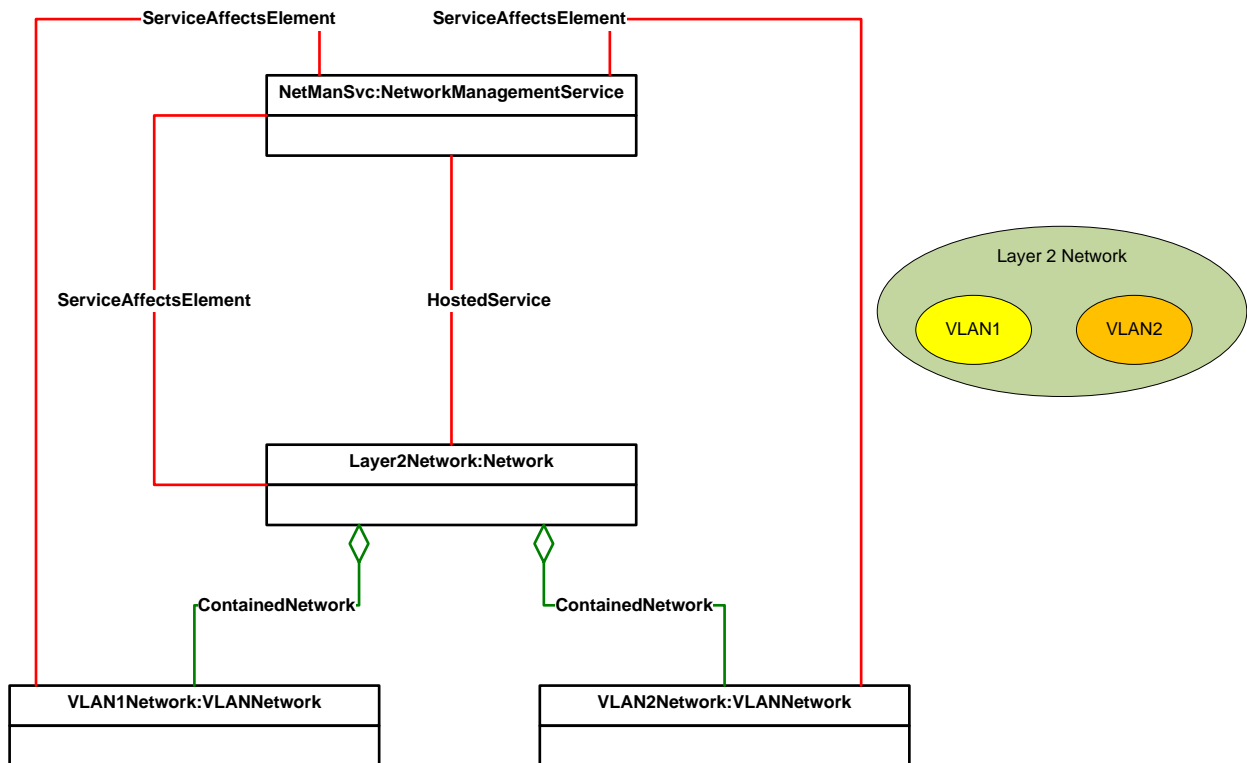 ServiceAffectsElement
ServiceAffectsElement
NetManSvc:NetworkManagementService
Layer 2 Network
VLAN1
VLAN2
ServiceAffectsElement
HostedService
Layer2Network:Network
ContainedNetwork
ContainedNetwork
VLAN1Network:VLANNetwork
VLAN2Network:VLANNetwork